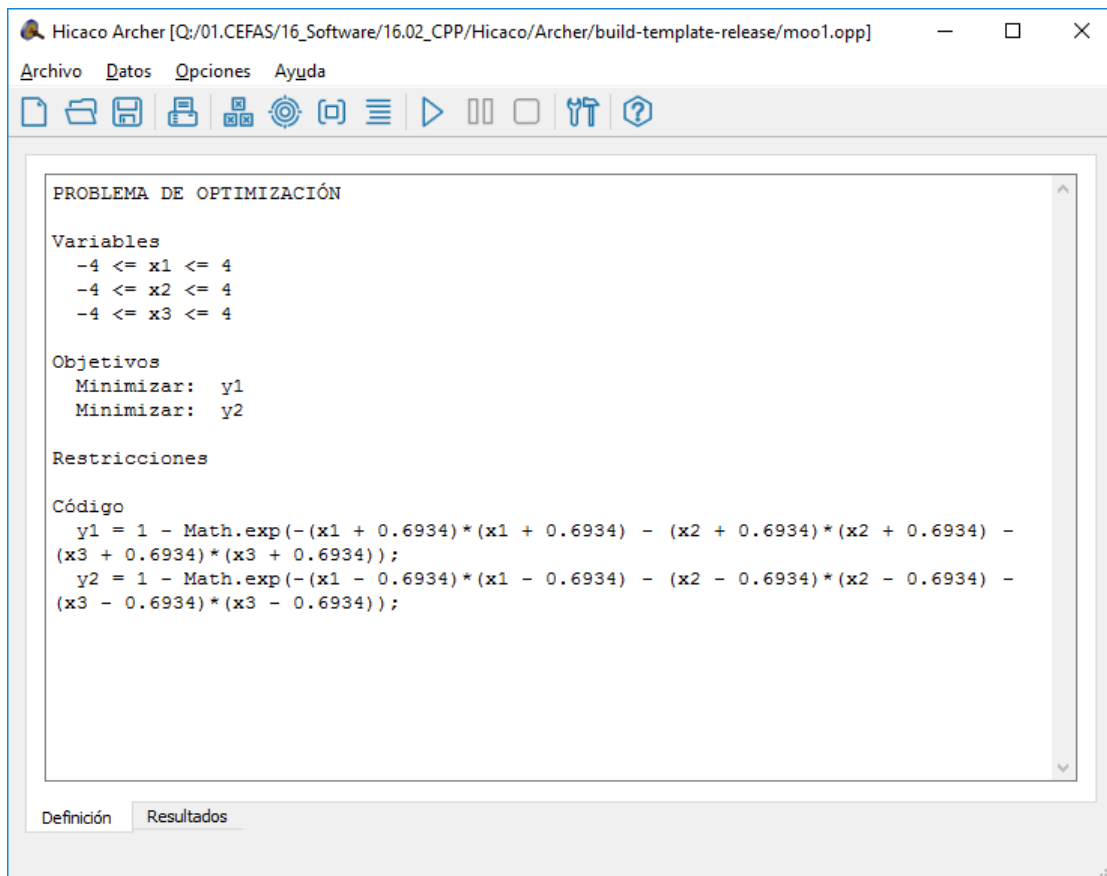 Hicaco Archer [Q:/01.CEFAS/16_Software/16.02_CPP/Hicaco/Archer/build-template-release/moo1.opp]
Archivo Datos Opciones Ayuda
PROBLEMA DE OPTIMIZACIÓN
Variables
-4 <= x1 <= 4
-4 <= x2 <= 4
-4 <= x3 <= 4
Objetivos
Minimizar: y1
Minimizar: y2
Restricciones
Código
y1 = 1 - Math.exp(-(x1 + 0.6934)*(x1 + 0.6934) - (x2 + 0.6934)*(x2 + 0.6934) -
(x3 + 0.6934)*(x3 + 0.6934));
y2 = 1 - Math.exp(-(x1 - 0.6934)*(x1 - 0.6934) - (x2 - 0.6934)*(x2 - 0.6934) -
(x3 - 0.6934)*(x3 - 0.6934));
Definición Resultados